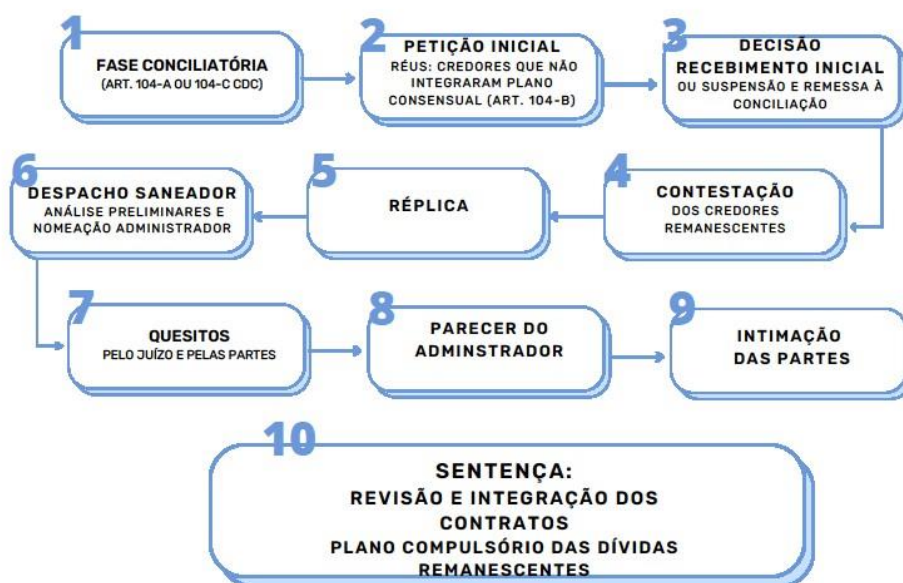 1
FASE CONCILIATÓRIA
(ART. 104-A OU 104-C CDC)
2
PETIÇÃO INICIAL
RÉUS: CREDORES QUE NÃO
INTEGRARAM PLANO
CONSENSUAL (ART. 104-B)
3
DECISÃO
RECEBIMENTO INICIAL
OU SUSPENSÃO E REMESSA À
CONCILIAÇÃO
4
CONTESTAÇÃO
DOS CREDORES
REMANESCENTES
5
RÉPLICA
6
DESPACHO SANEADOR
ANÁLISE PRELIMINARES E
NOMEAÇÃO ADMINISTRADOR
7
QUESITOS
PELO JUÍZO E PELAS PARTES
8
PARECER DO
ADMINSTRADOR
9
INTIMAÇÃO
DAS PARTES
10
SENTENÇA:
REVISÃO E INTEGRAÇÃO DOS
CONTRATOS
PLANO COMPULSÓRIO DAS DÍVIDAS
REMANESCENTES